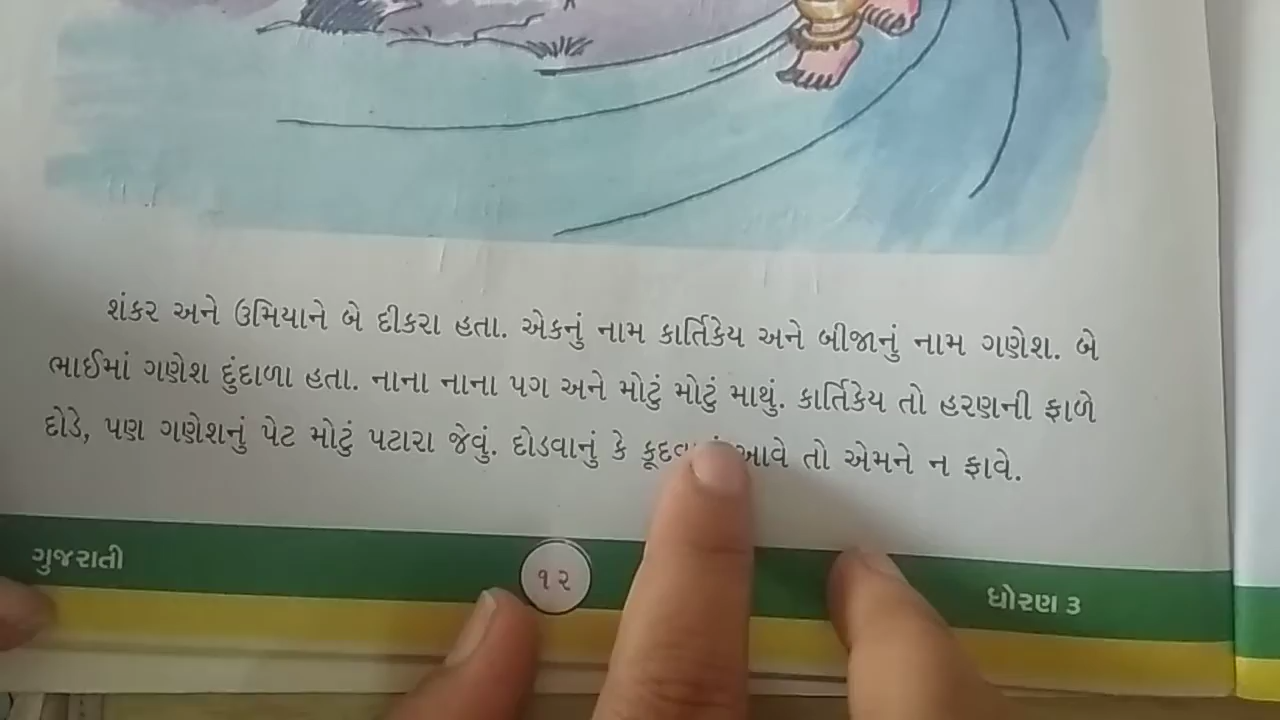 શંકર અને ઉમિયાને બે દીકરા હતા. એકનું નામ કાર્તિકેય અને બીજાનું નામ ગણેશ. બે
ભાઈમાં ગણેશ દુંદાળા હતા. નાના નાના પગ અને મોટું મોટું માથું. કાર્તિકેય તો હરણની ફાળે
દોડે, પણ ગણેશનું પેટ મોટું પટારા જેવું. દોડવાનું કે આવે તો એમને ન ફાવે.
ગુજરાતી
૧૨
ધોરણ ૩